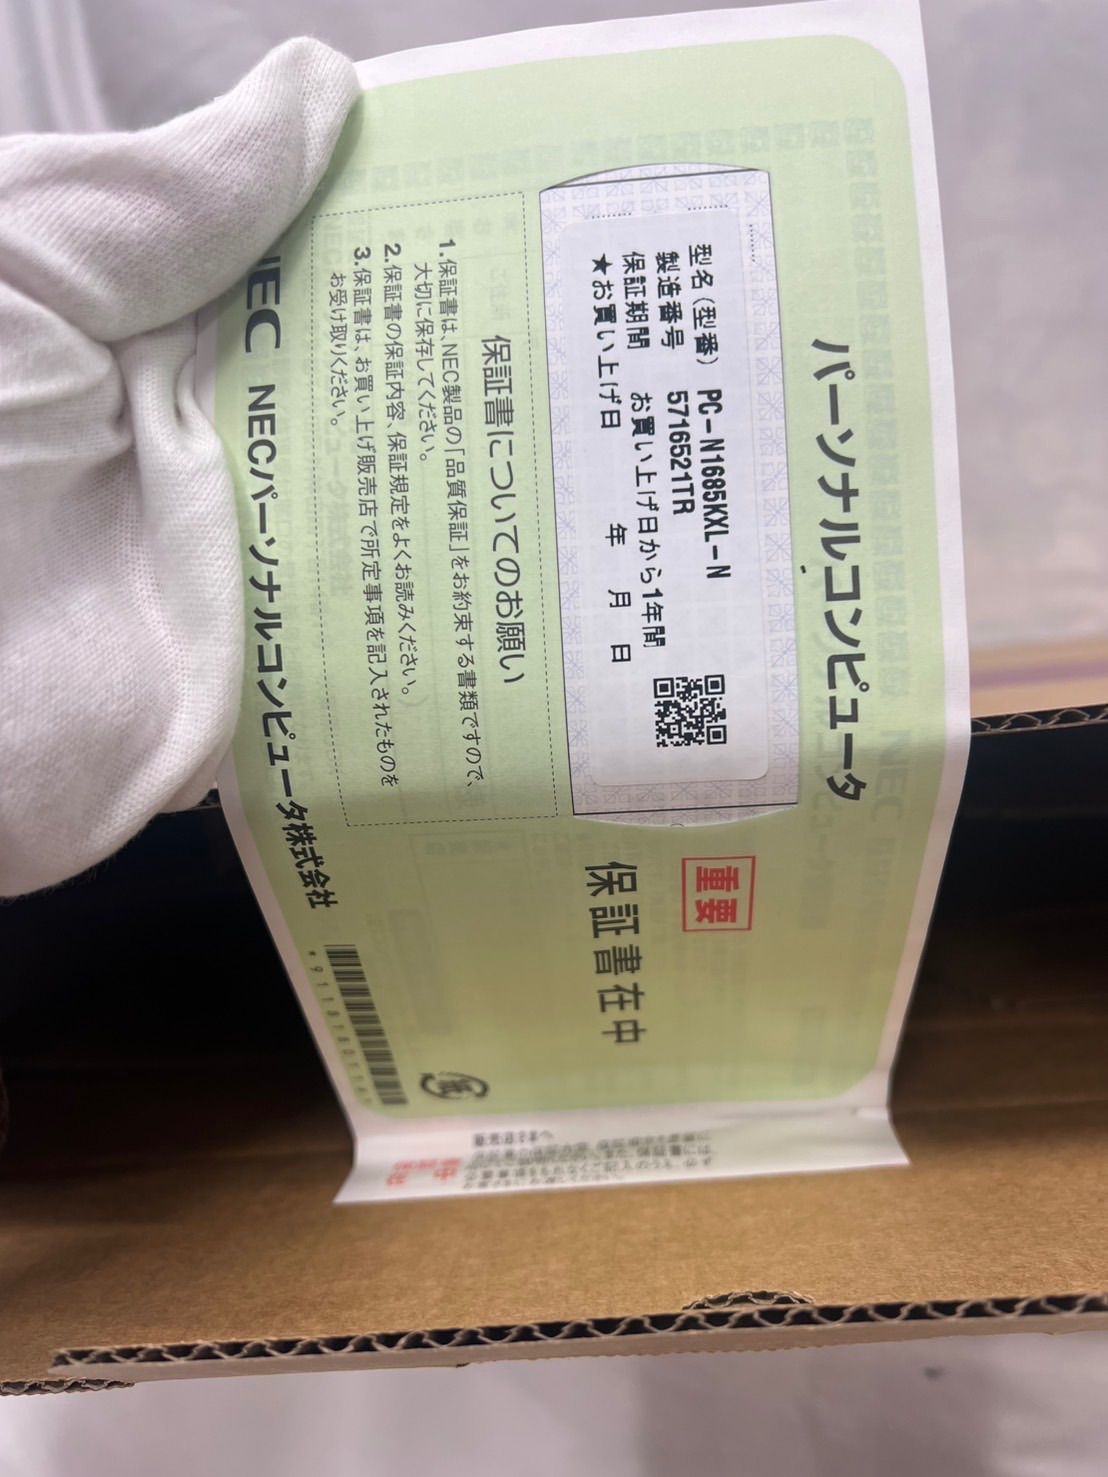 パーソナルコンピュータ
型名(型番) PC-N1685KXL-N
製造番号 5716521TR
保証期間 お買い上げ日から1年間
★お買い上げ日 年 月 日
重要
保証書在中
保証書についてのお願い
1.保証書は、NEC製品の「品質保証」をお約束する書類ですので、
大切に保存してください。
2.保証書の保証内容、保証規定をよくお読みください。
3.保証書は、お買い上げ販売店で所定事項を記入されたものを
お受け取りください。
NEC NECパーソナルコンピュータ株式会社
紙